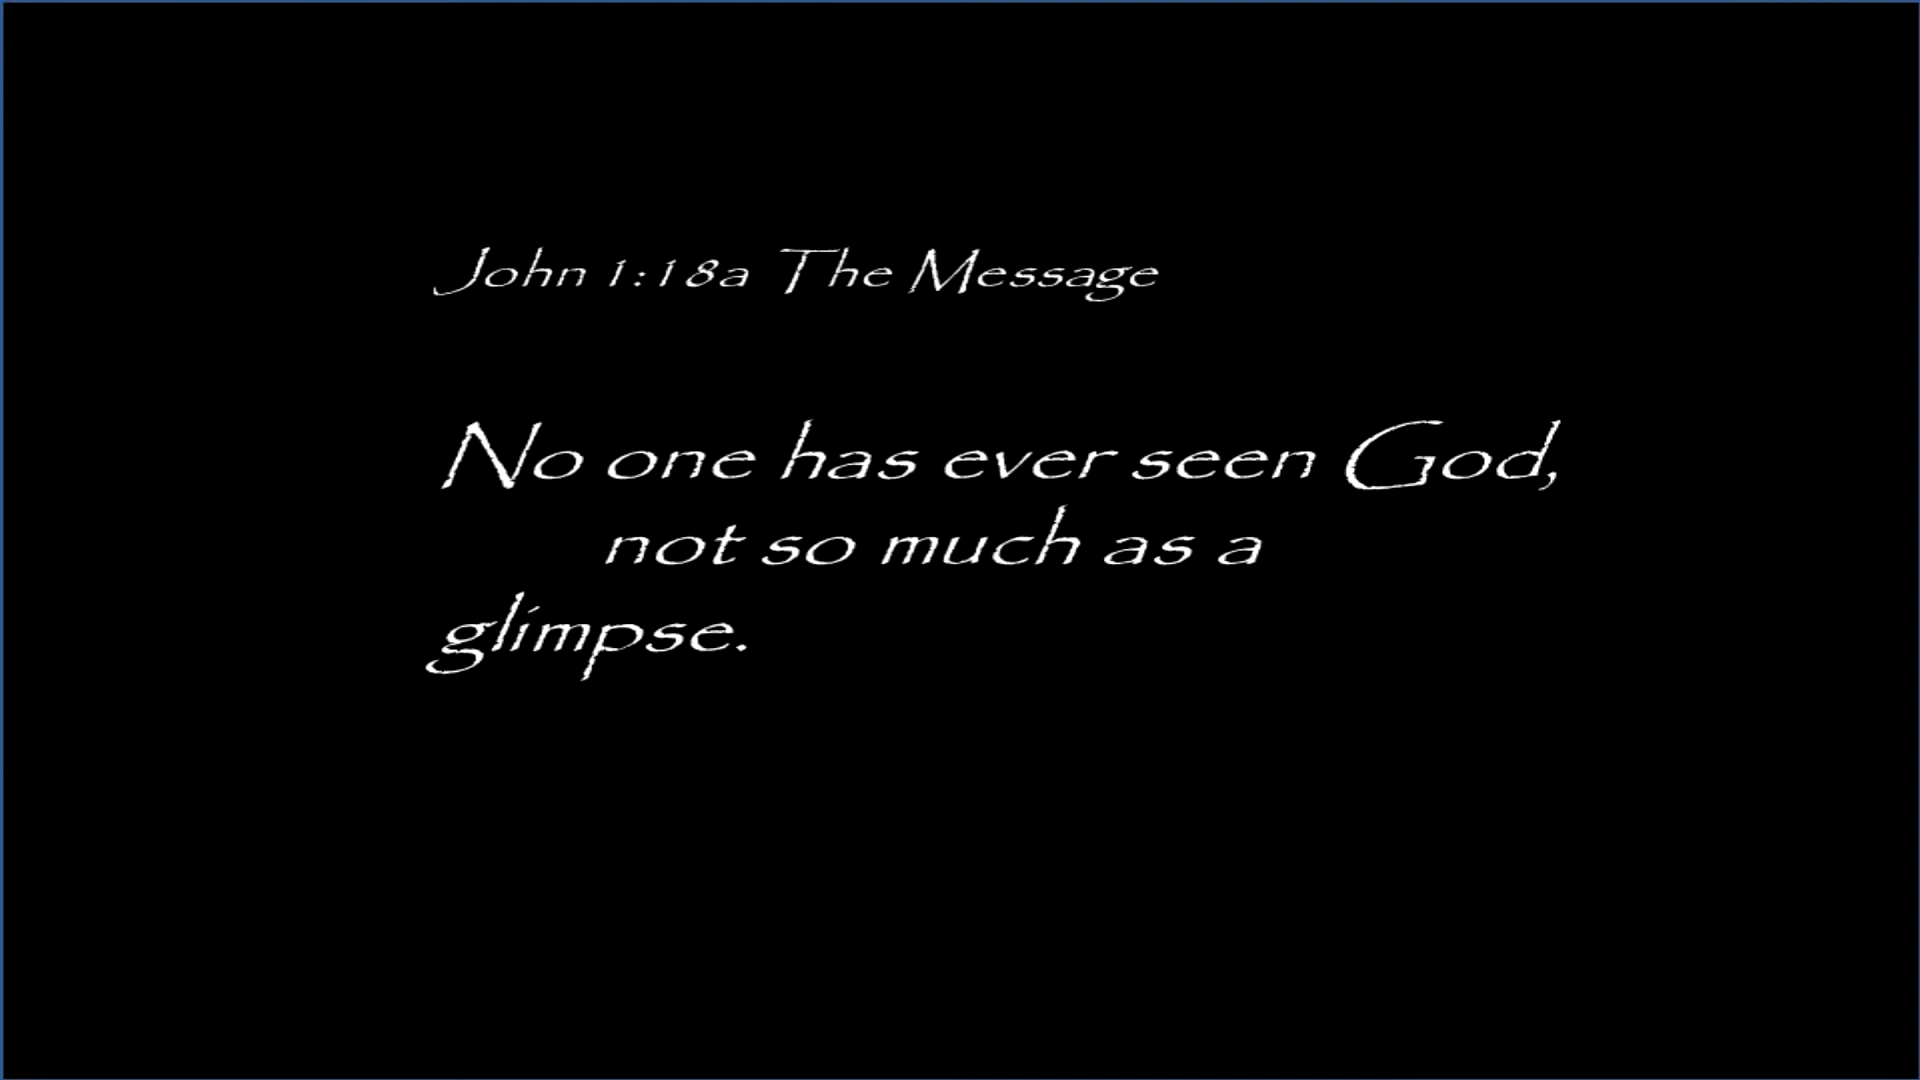 John 1:18a The Message
No one has ever seen God,
not so much as a
glimpse.